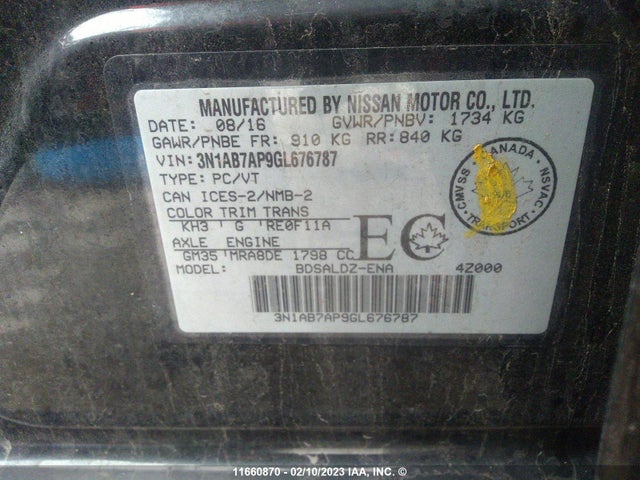 MANUFACTURED BY NISSAN MOTOR CO., LTD.
DATE: 08/16 GVWR/PNBV: 1734 KG
GAWR/PNBE FR: 910 KG RR: 840 KG
VIN: 3N1AB7AP9GL676787
TYPE: PC/VT
CAN ICES-2/NMB-2
COLOR TRIM TRANS
KH3 G RE0F11A
AXLE ENGINE
GM35 MRA8DE 1798 CC
MODEL: BDSALDZ-ENA 4Z000
EC
CANADA
CMVSS NSVAC
TRANSPORT
3N1AB7AP9GL676787
11660870 - 02/10/2023 IAA, INC. ©